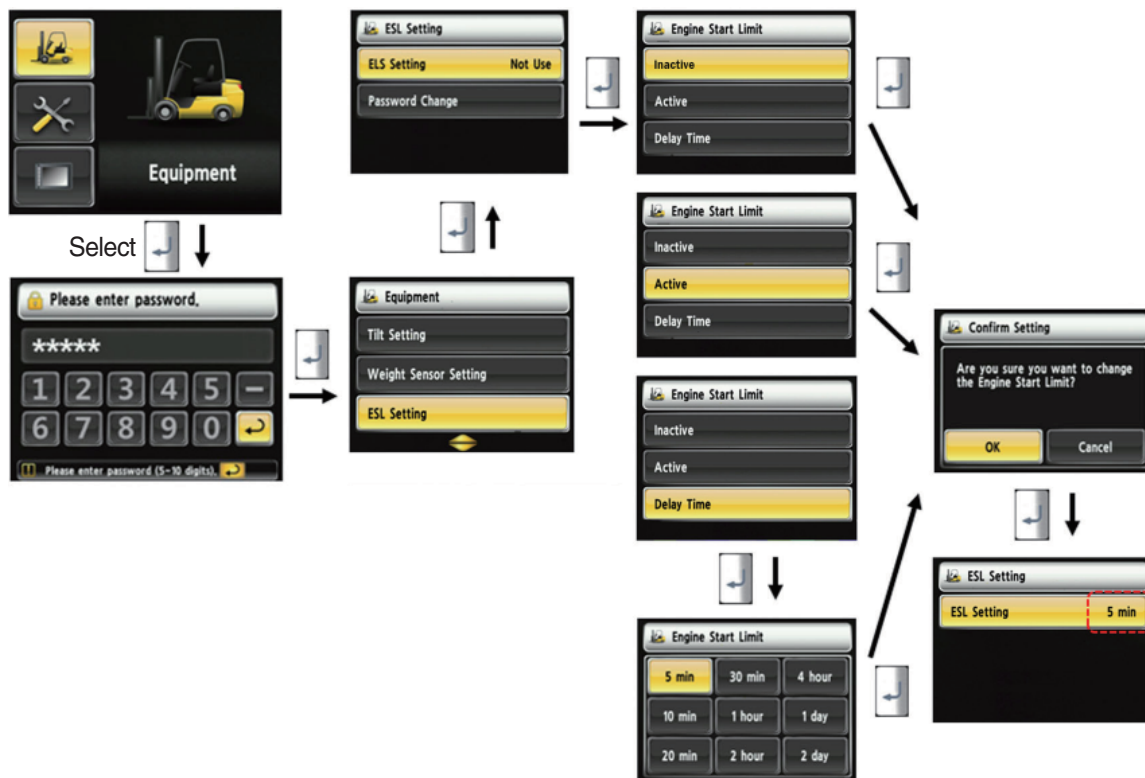 Equipment
Select
Please enter password.
*****
1 2 3 4 5 –
6 7 8 9 0
Please enter password (5-10 digits).
Equipment
Tilt Setting
Weight Sensor Setting
ESL Setting
ESL Setting
ELS Setting Not Use
Password Change
Engine Start Limit
Inactive
Active
Delay Time
Engine Start Limit
Inactive
Active
Delay Time
Engine Start Limit
Inactive
Active
Delay Time
Engine Start Limit
5 min 30 min 4 hour
10 min 1 hour 1 day
20 min 2 hour 2 day
Confirm Setting
Are you sure you want to change
the Engine Start Limit?
OK Cancel
ESL Setting
ESL Setting 5 min